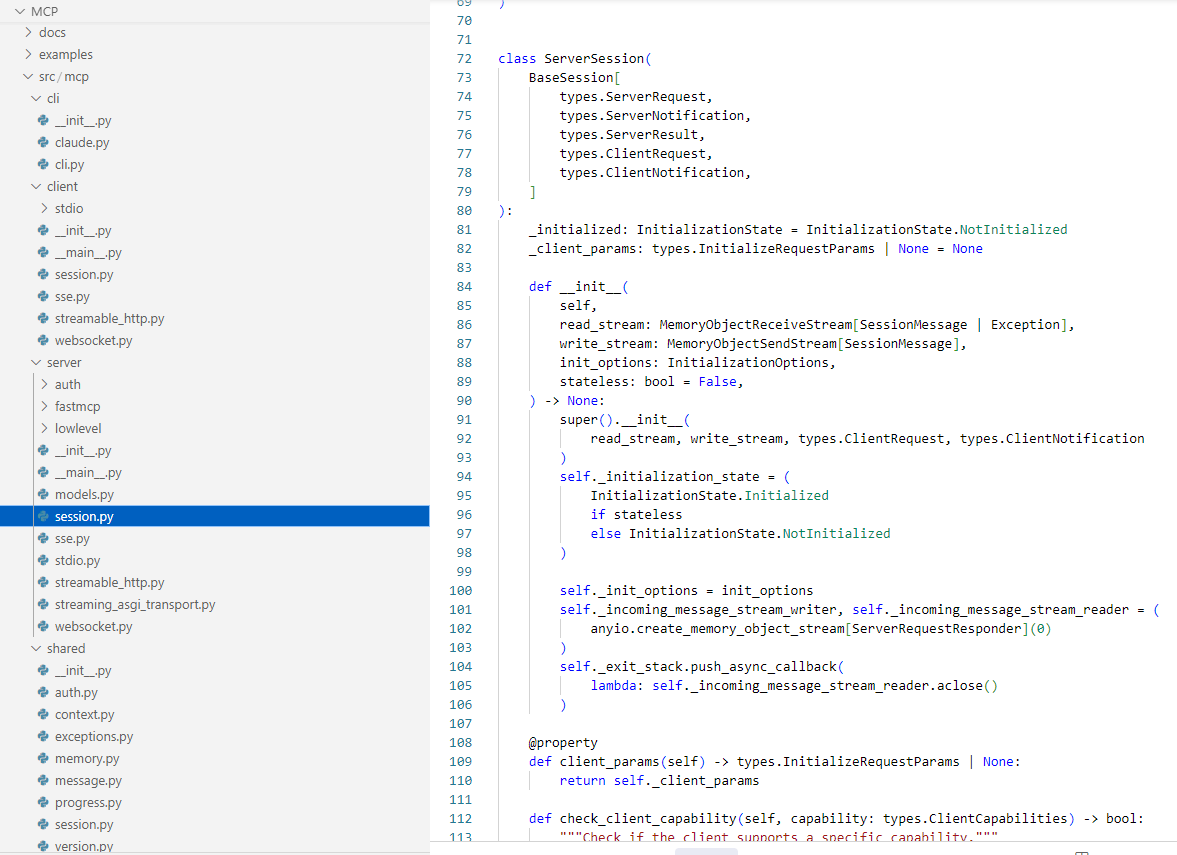 MCP
docs
examples
src/mcp
cli
__init__.py
claude.py
cli.py
client
stdio
__init__.py
__main__.py
session.py
sse.py
streamable_http.py
websocket.py
server
auth
fastmcp
lowlevel
__init__.py
__main__.py
models.py
session.py
sse.py
stdio.py
streamable_http.py
streaming_asgi_transport.py
websocket.py
shared
__init__.py
auth.py
context.py
exceptions.py
memory.py
message.py
progress.py
session.py
version.py
69 )
70
71
72 class ServerSession(
73     BaseSession[
74         types.ServerRequest,
75         types.ServerNotification,
76         types.ServerResult,
77         types.ClientRequest,
78         types.ClientNotification,
79     ]
80 ):
81     _initialized: InitializationState = InitializationState.NotInitialized
82     _client_params: types.InitializeRequestParams | None = None
83
84     def __init__(
85         self,
86         read_stream: MemoryObjectReceiveStream[SessionMessage | Exception],
87         write_stream: MemoryObjectSendStream[SessionMessage],
88         init_options: InitializationOptions,
89         stateless: bool = False,
90     ) -> None:
91         super().__init__(
92             read_stream, write_stream, types.ClientRequest, types.ClientNotification
93         )
94         self._initialization_state = (
95             InitializationState.Initialized
96             if stateless
97             else InitializationState.NotInitialized
98         )
99
100         self._init_options = init_options
101         self._incoming_message_stream_writer, self._incoming_message_stream_reader = (
102             anyio.create_memory_object_stream[ServerRequestResponder](0)
103         )
104         self._exit_stack.push_async_callback(
105             lambda: self._incoming_message_stream_reader.aclose()
106         )
107
108     @property
109     def client_params(self) -> types.InitializeRequestParams | None:
110         return self._client_params
111
112     def check_client_capability(self, capability: types.ClientCapabilities) -> bool:
113         """Check if the client supports a specific capability."""